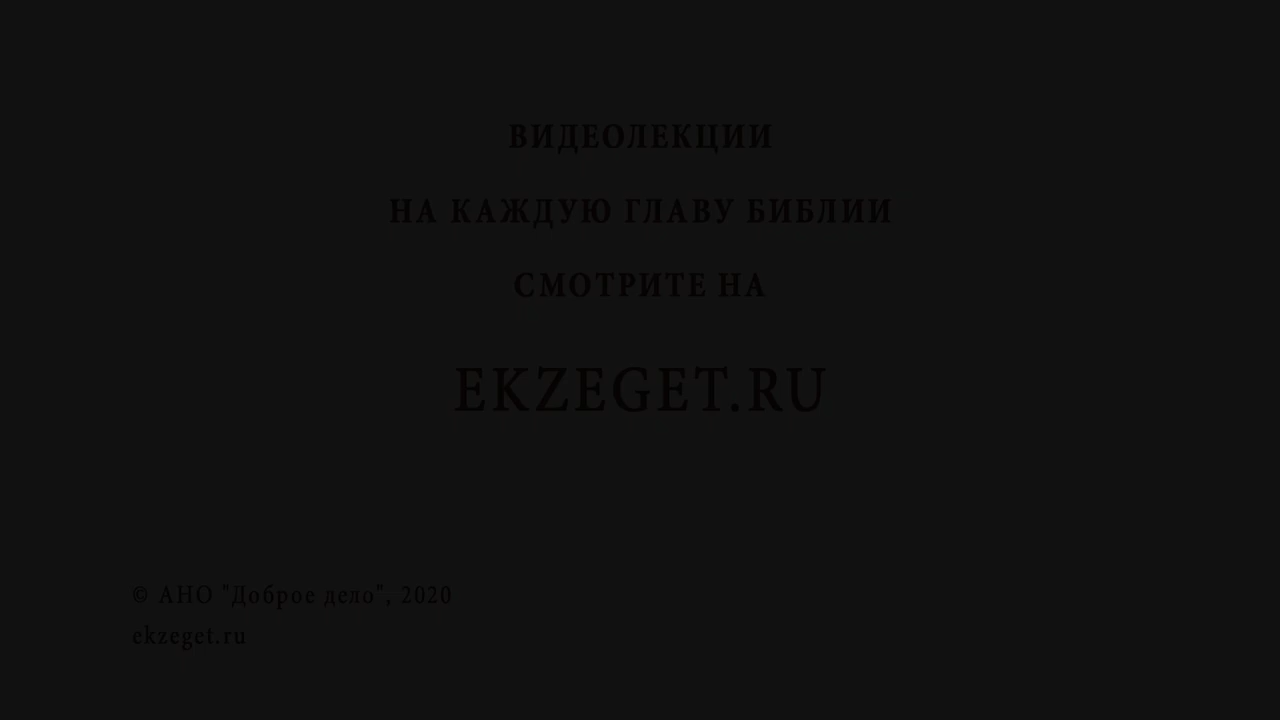 ВИДЕОЛЕКЦИИ
НА КАЖДУЮ ГЛАВУ БИБЛИИ
СМОТРИТЕ НА
EKZEGET.RU
© АНО "Доброе дело", 2020
ekzeget.ru